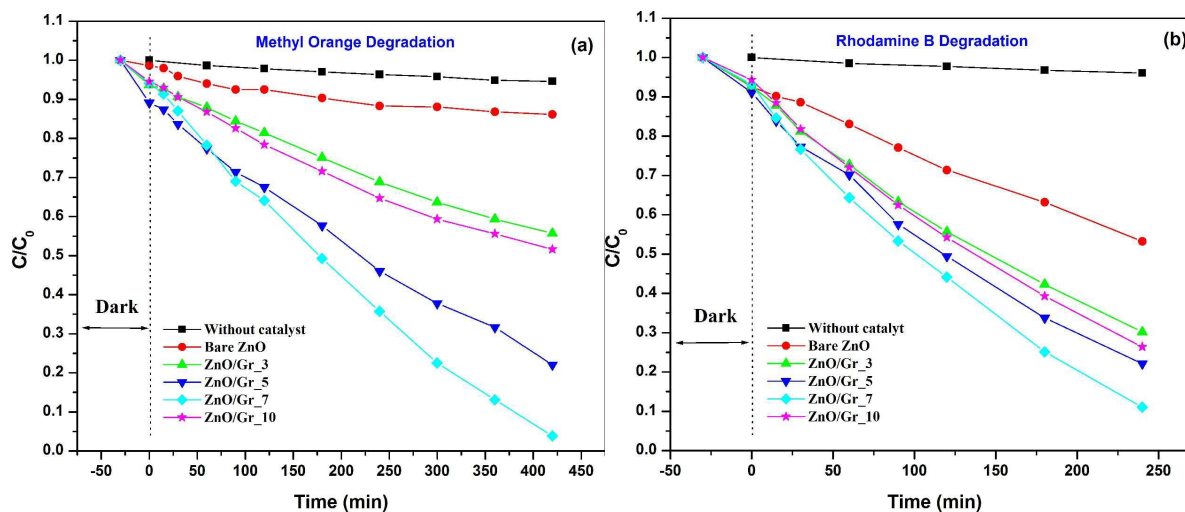 Methyl Orange Degradation
(a)
1.1
1.0
0.9
0.8
0.7
0.6
0.5
0.4
0.3
0.2
0.1
0.0
C/C0
Dark
Without catalyst
Bare ZnO
ZnO/Gr_3
ZnO/Gr_5
ZnO/Gr_7
ZnO/Gr_10
-50 0 50 100 150 200 250 300 350 400 450
Time (min)
Rhodamine B Degradation
(b)
1.1
1.0
0.9
0.8
0.7
0.6
0.5
0.4
0.3
0.2
0.1
0.0
C/C0
Dark
Without catalyst
Bare ZnO
ZnO/Gr_3
ZnO/Gr_5
ZnO/Gr_7
ZnO/Gr_10
-50 0 50 100 150 200 250
Time (min)